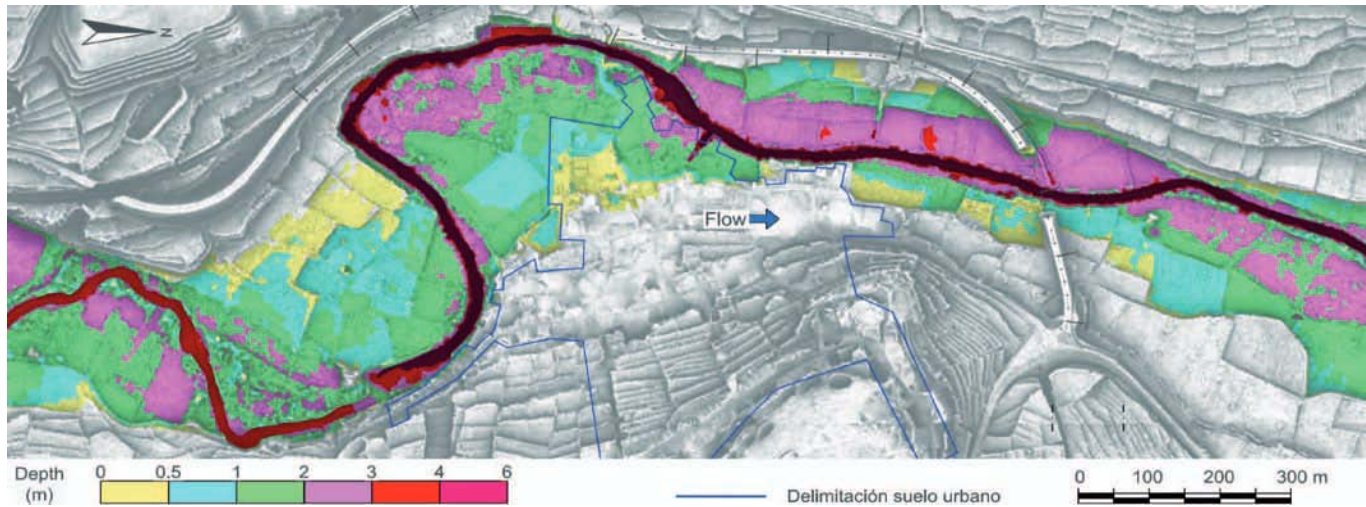 N
Flow
Depth
(m)
0 0.5 1 2 3 4 6
Delimitación suelo urbano
0 100 200 300 m